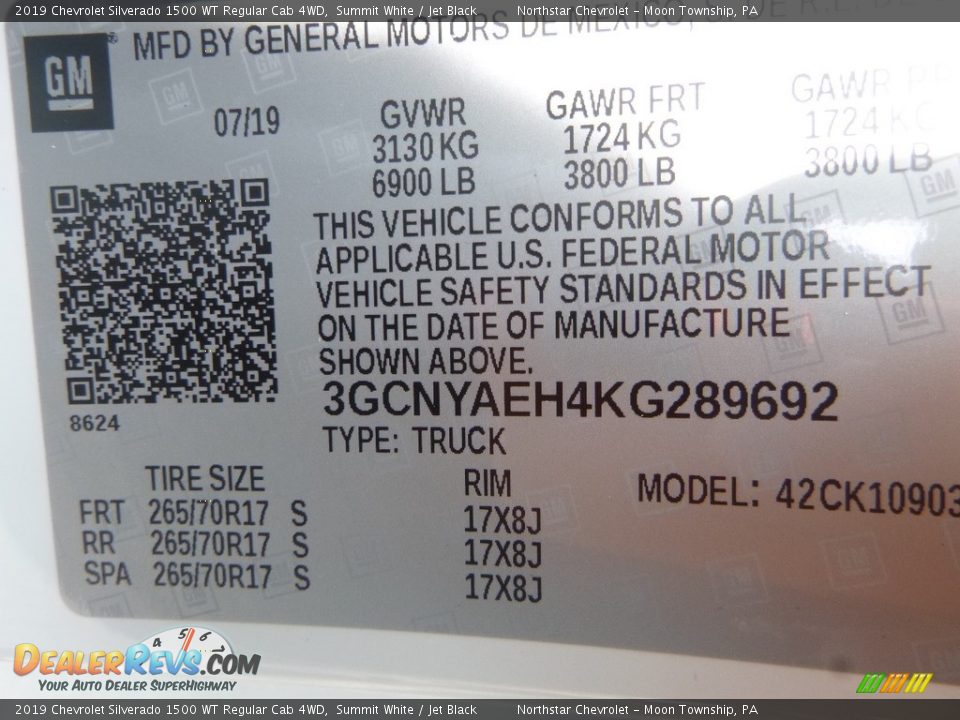 2019 Chevrolet Silverado 1500 WT Regular Cab 4WD, Summit White / Jet Black Northstar Chevrolet - Moon Township, PA
MFD BY GENERAL MOTORS DE MEXICO,
GM
07/19
GVWR
3130 KG
6900 LB
GAWR FRT
1724 KG
3800 LB
GAWR RR
1724 KG
3800 LB
THIS VEHICLE CONFORMS TO ALL
APPLICABLE U.S. FEDERAL MOTOR
VEHICLE SAFETY STANDARDS IN EFFECT
ON THE DATE OF MANUFACTURE
SHOWN ABOVE.
3GCNYAEH4KG289692
TYPE: TRUCK
8624
TIRE SIZE RIM MODEL: 42CK10903
FRT 265/70R17 S 17X8J
RR 265/70R17 S 17X8J
SPA 265/70R17 S 17X8J
4 5 6
DEALERREVS.COM
YOUR AUTO DEALER SUPERHIGHWAY
2019 Chevrolet Silverado 1500 WT Regular Cab 4WD, Summit White / Jet Black Northstar Chevrolet - Moon Township, PA